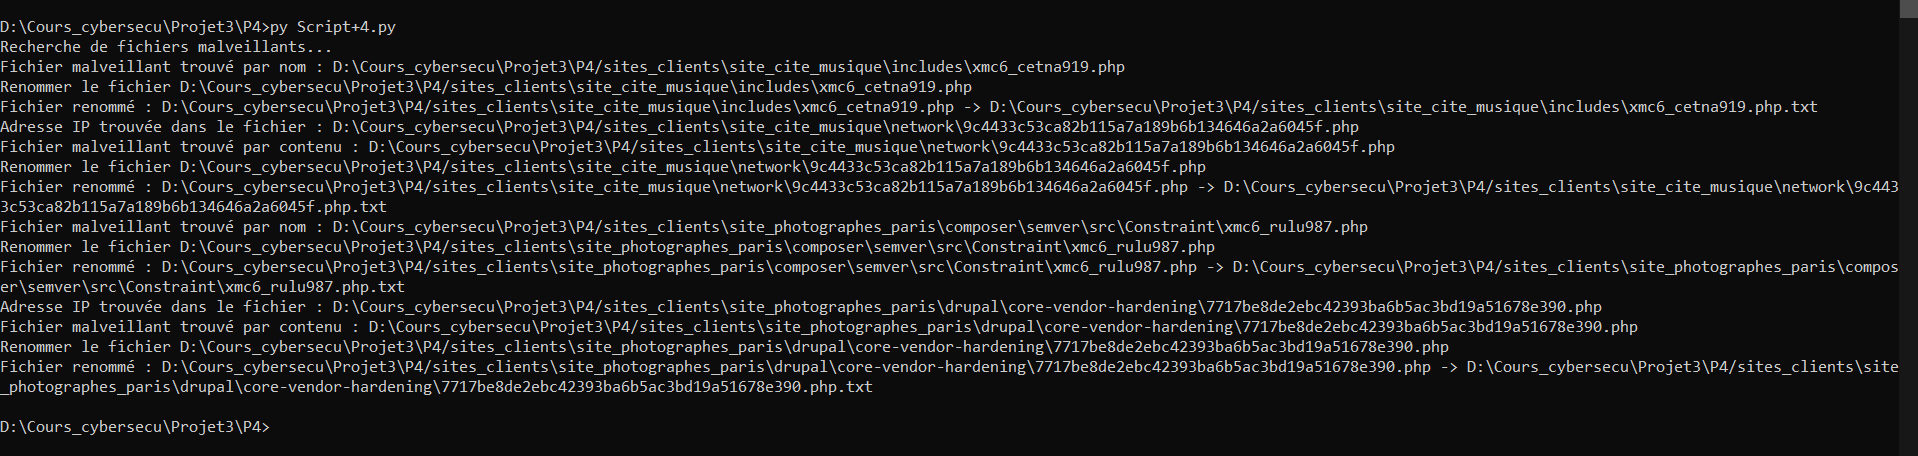 D:\Cours_cybersecu\Projet3\P4>py Script+4.py
Recherche de fichiers malveillants...
Fichier malveillant trouvé par nom : D:\Cours_cybersecu\Projet3\P4/sites_clients\site_cite_musique\includes\xmc6_cetna919.php
Renommer le fichier D:\Cours_cybersecu\Projet3\P4/sites_clients\site_cite_musique\includes\xmc6_cetna919.php
Fichier renommé : D:\Cours_cybersecu\Projet3\P4/sites_clients\site_cite_musique\includes\xmc6_cetna919.php -> D:\Cours_cybersecu\Projet3\P4/sites_clients\site_cite_musique\includes\xmc6_cetna919.php.txt
Adresse IP trouvée dans le fichier : D:\Cours_cybersecu\Projet3\P4/sites_clients\site_cite_musique\network\9c4433c53ca82b115a7a189b6b134646a2a6045f.php
Fichier malveillant trouvé par contenu : D:\Cours_cybersecu\Projet3\P4/sites_clients\site_cite_musique\network\9c4433c53ca82b115a7a189b6b134646a2a6045f.php
Renommer le fichier D:\Cours_cybersecu\Projet3\P4/sites_clients\site_cite_musique\network\9c4433c53ca82b115a7a189b6b134646a2a6045f.php
Fichier renommé : D:\Cours_cybersecu\Projet3\P4/sites_clients\site_cite_musique\network\9c4433c53ca82b115a7a189b6b134646a2a6045f.php -> D:\Cours_cybersecu\Projet3\P4/sites_clients\site_cite_musique\network\9c443
3c53ca82b115a7a189b6b134646a2a6045f.php.txt
Fichier malveillant trouvé par nom : D:\Cours_cybersecu\Projet3\P4/sites_clients\site_photographes_paris\composer\semver\src\Constraint\xmc6_rulu987.php
Renommer le fichier D:\Cours_cybersecu\Projet3\P4/sites_clients\site_photographes_paris\composer\semver\src\Constraint\xmc6_rulu987.php
Fichier renommé : D:\Cours_cybersecu\Projet3\P4/sites_clients\site_photographes_paris\composer\semver\src\Constraint\xmc6_rulu987.php -> D:\Cours_cybersecu\Projet3\P4/sites_clients\site_photographes_paris\compos
er\semver\src\Constraint\xmc6_rulu987.php.txt
Adresse IP trouvée dans le fichier : D:\Cours_cybersecu\Projet3\P4/sites_clients\site_photographes_paris\drupal\core-vendor-hardening\7717be8de2ebc42393ba6b5ac3bd19a51678e390.php
Fichier malveillant trouvé par contenu : D:\Cours_cybersecu\Projet3\P4/sites_clients\site_photographes_paris\drupal\core-vendor-hardening\7717be8de2ebc42393ba6b5ac3bd19a51678e390.php
Renommer le fichier D:\Cours_cybersecu\Projet3\P4/sites_clients\site_photographes_paris\drupal\core-vendor-hardening\7717be8de2ebc42393ba6b5ac3bd19a51678e390.php
Fichier renommé : D:\Cours_cybersecu\Projet3\P4/sites_clients\site_photographes_paris\drupal\core-vendor-hardening\7717be8de2ebc42393ba6b5ac3bd19a51678e390.php -> D:\Cours_cybersecu\Projet3\P4/sites_clients\site
_photographes_paris\drupal\core-vendor-hardening\7717be8de2ebc42393ba6b5ac3bd19a51678e390.php.txt
D:\Cours_cybersecu\Projet3\P4>